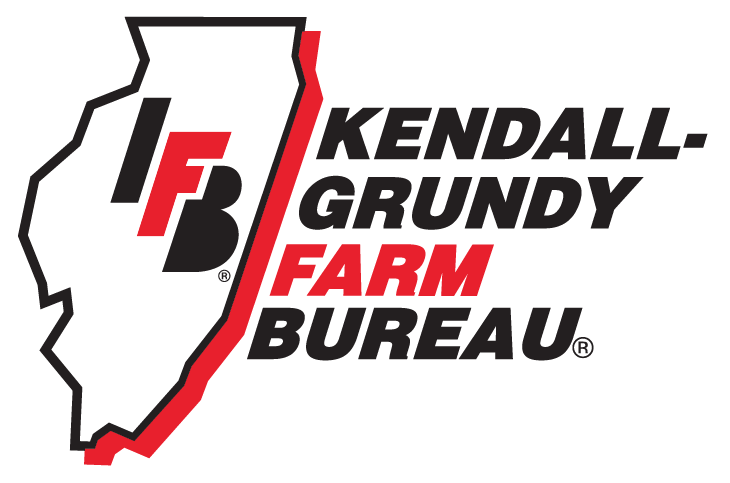 IFB®
KENDALL-
GRUNDY
FARM
BUREAU®